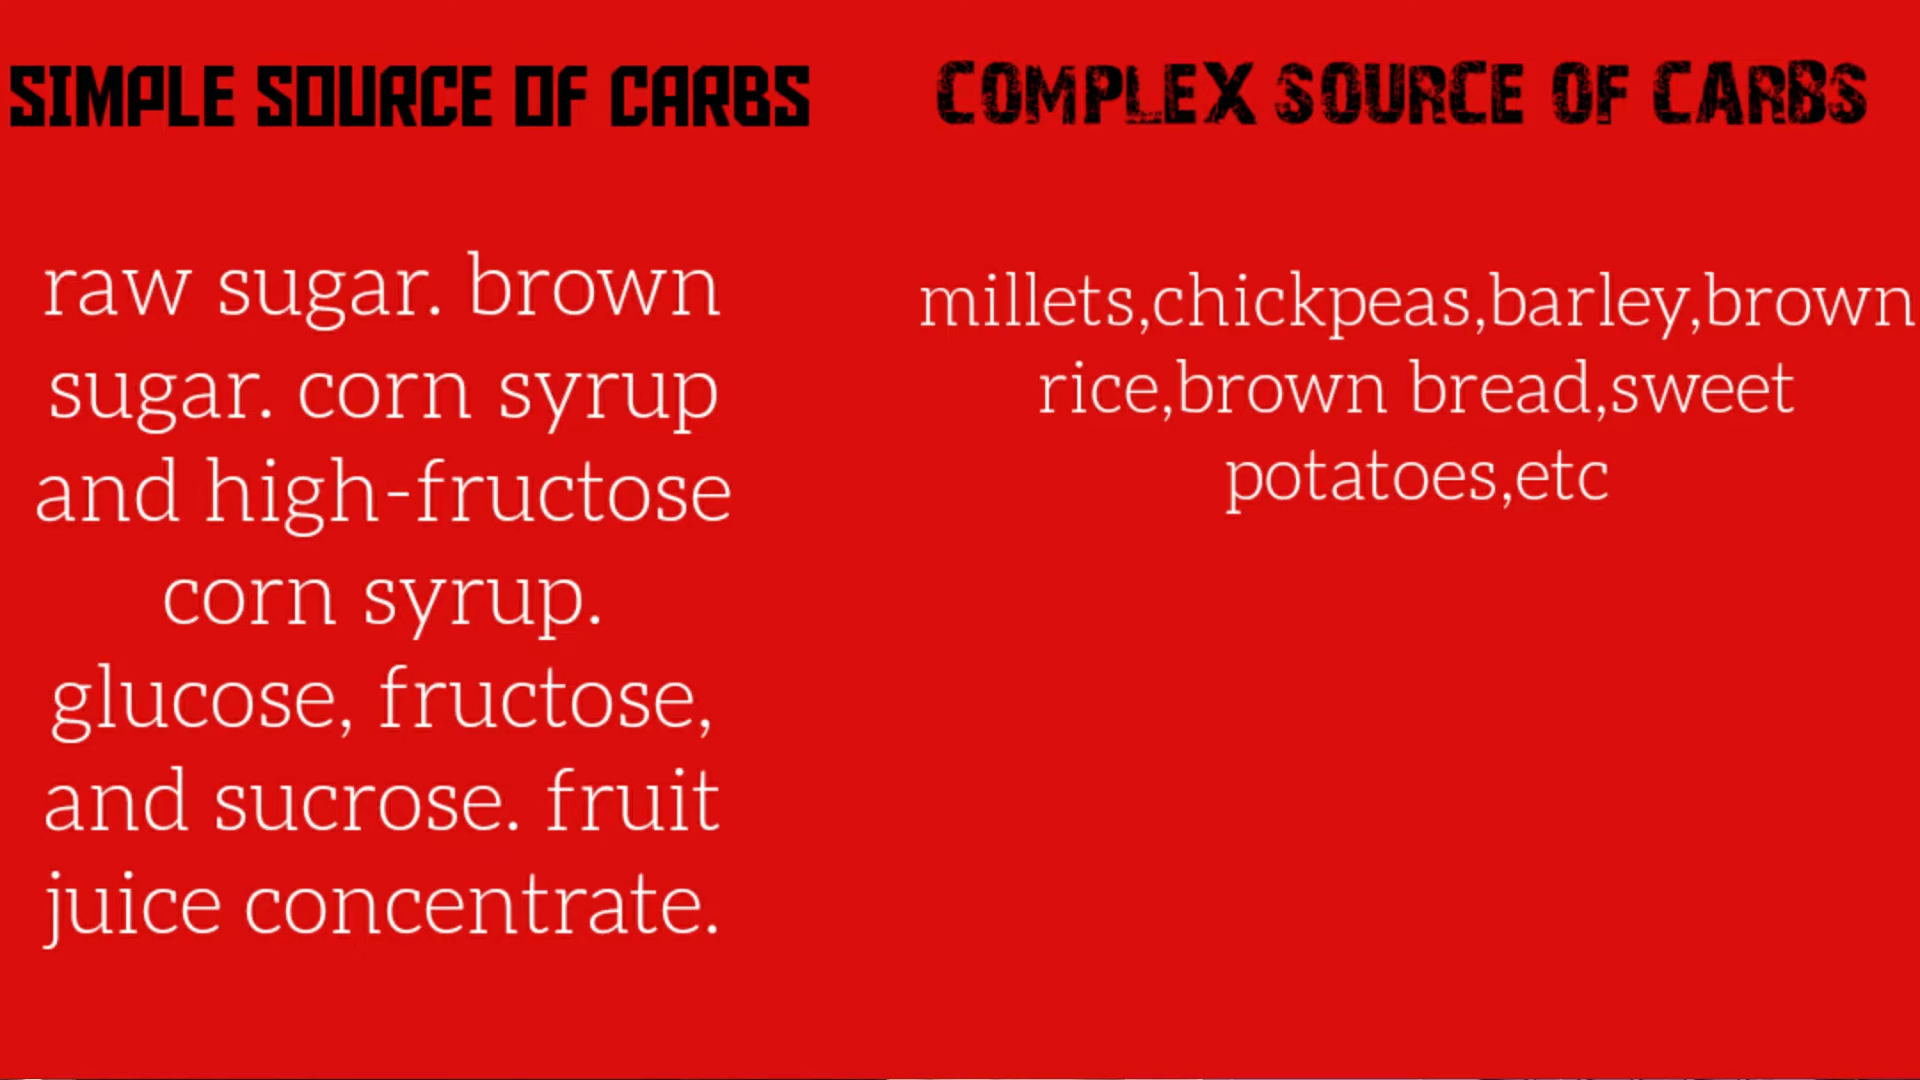 SIMPLE SOURCE OF CARBS
raw sugar. brown
sugar. corn syrup
and high-fructose
corn syrup.
glucose, fructose,
and sucrose. fruit
juice concentrate.
COMPLEX SOURCE OF CARBS
millets,chickpeas,barley,brown
rice,brown bread,sweet
potatoes,etc